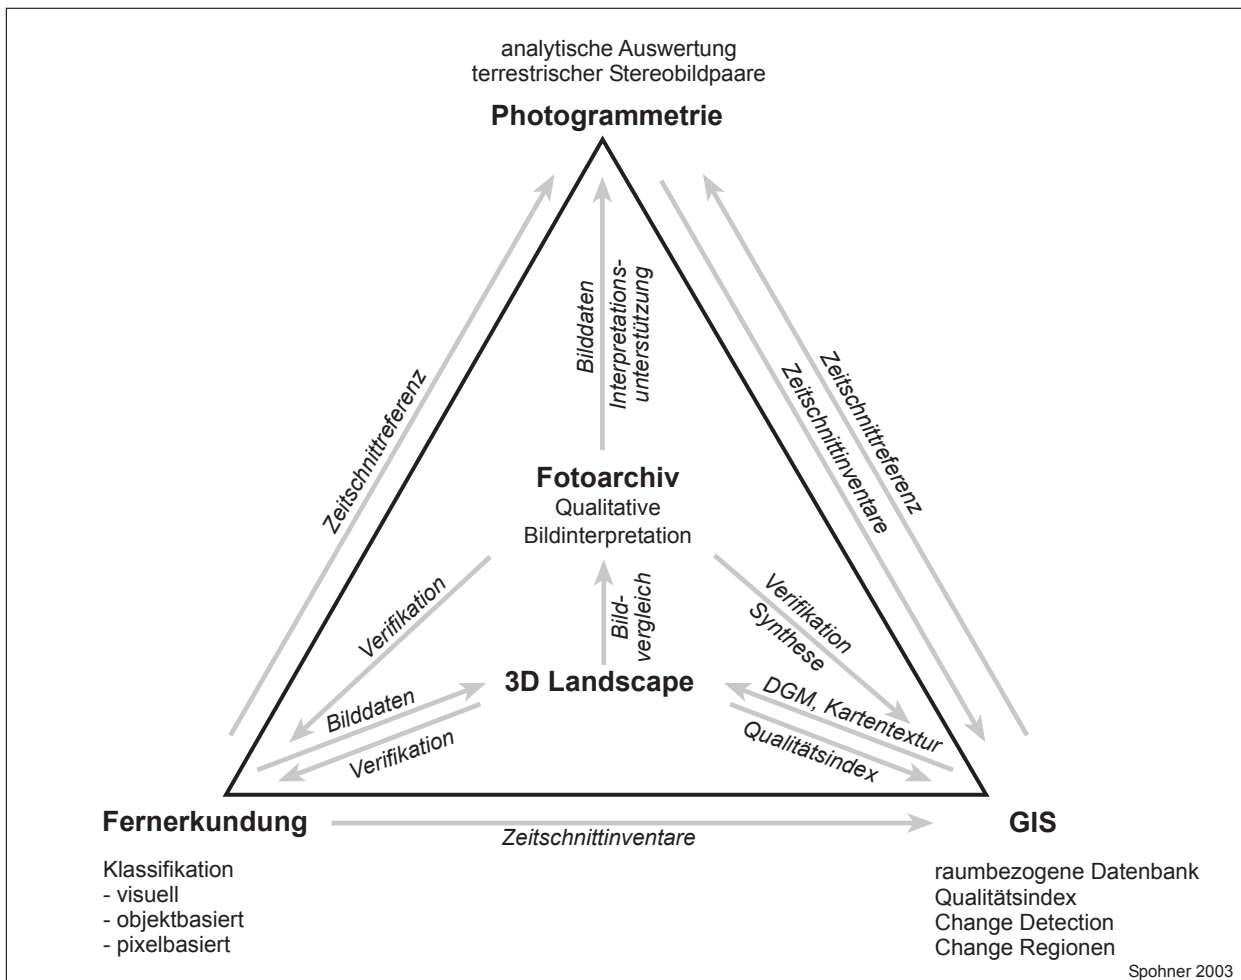 analytische Auswertung
terrestrischer Stereobildpaare
Photogrammetrie
Bilddaten
Interpretations-
unterstützung
Zeitschnittreferenz
Zeitschnittinventare
Zeitschnittreferenz
Fotoarchiv
Qualitative
Bildinterpretation
Verifikation
Bild-
vergleich
Verifikation
Synthese
3D Landscape
Bilddaten
Verifikation
DGM, Kartentextur
Qualitätsindex
Fernerkundung
Zeitschnittinventare
GIS
Klassifikation
- visuell
- objektbasiert
- pixelbasiert
raumbezogene Datenbank
Qualitätsindex
Change Detection
Change Regionen
Spohner 2003